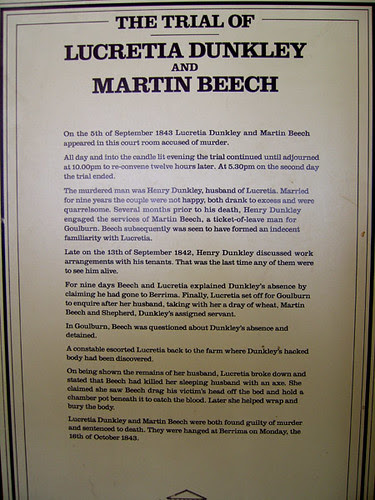 THE TRIAL OF
LUCRETIA DUNKLEY
AND
MARTIN BEECH
On the 5th of September 1843 Lucretia Dunkley and Martin Beech
appeared in this court room accused of murder.
All day and into the candle lit evening the trial continued until adjourned
at 10.00pm to re-convene twelve hours later. At 5.30pm on the second day
the trial ended.
The murdered man was Henry Dunkley, husband of Lucretia. Married
for nine years the couple were not happy, both drank to excess and were
quarrelsome. Several months prior to his death, Henry Dunkley
engaged the services of Martin Beech, a ticket-of-leave man for
Goulburn. Beech subsequently was seen to have formed an indecent
familiarity with Lucretia.
Late on the 13th of September 1842, Henry Dunkley discussed work
arrangements with his tenants. That was the last time any of them were
to see him alive.
For nine days Beech and Lucretia explained Dunkley's absence by
claiming he had gone to Berrima. Finally, Lucretia set off for Goulburn
to enquire after her husband, taking with her a dray of wheat, Martin
Beech and Shepherd, Dunkley's assigned servant.
In Goulburn, Beech was questioned about Dunkley's absence and
detained.
A constable escorted Lucretia back to the farm where Dunkley's hacked
body had been discovered.
On being shown the remains of her husband, Lucretia broke down and
stated that Beech had killed her sleeping husband with an axe. She
claimed she saw Beech drag his victim's head off the bed and hold a
chamber pot beneath it to catch the blood. Later she helped wrap and
bury the body.
Lucretia Dunkley and Martin Beech were both found guilty of murder
and sentenced to death. They were hanged at Berrima on Monday, the
16th of October 1843.